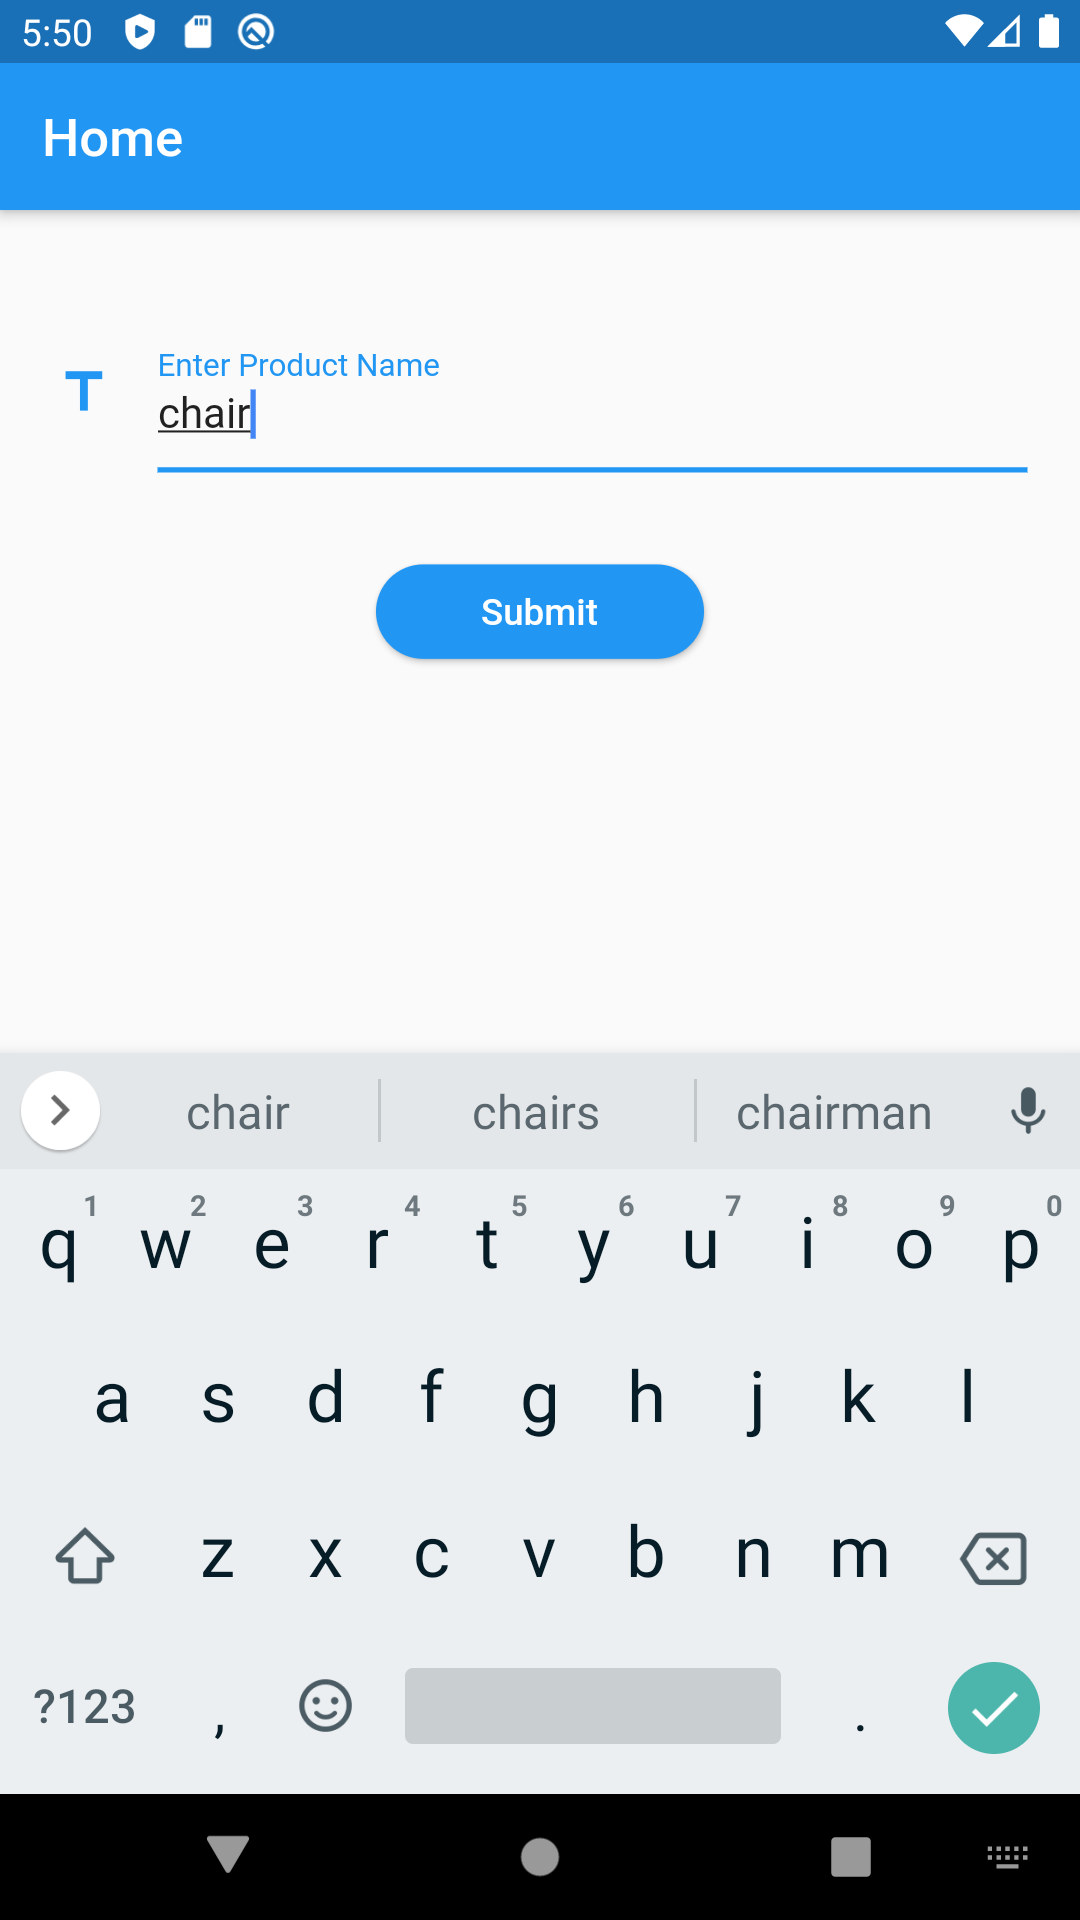 5:50
Home
Enter Product Name
chair
Submit
chair chairs chairman
1 2 3 4 5 6 7 8 9 0
q w e r t y u i o p
a s d f g h j k l
z x c v b n m
?123 , .